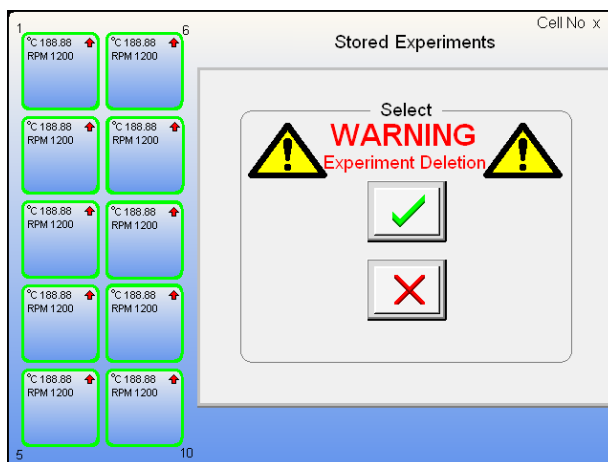 Cell No x
Stored Experiments
1
6
°C 188.88
RPM 1200
°C 188.88
RPM 1200
°C 188.88
RPM 1200
°C 188.88
RPM 1200
°C 188.88
RPM 1200
°C 188.88
RPM 1200
°C 188.88
RPM 1200
°C 188.88
RPM 1200
°C 188.88
RPM 1200
°C 188.88
RPM 1200
5
10
Select
WARNING
Experiment Deletion